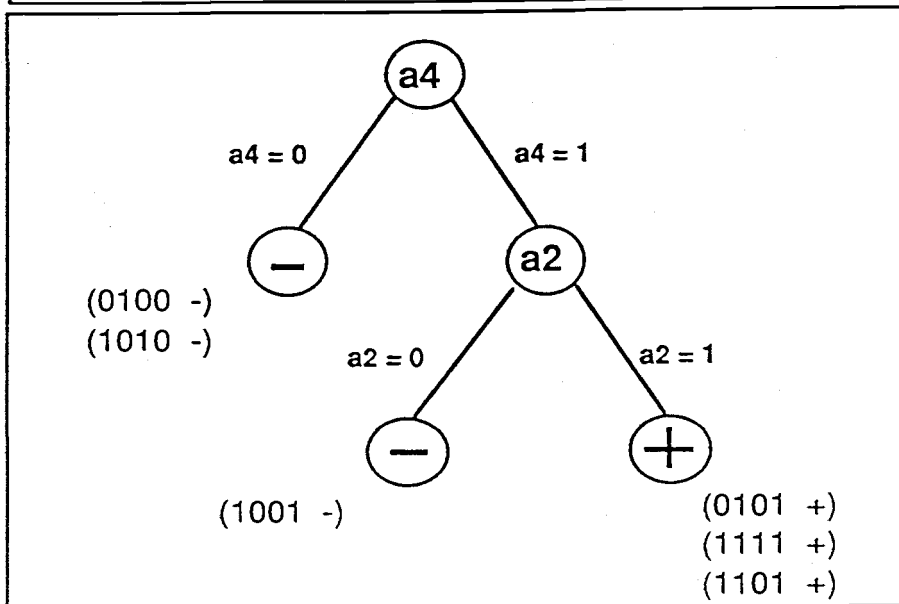 a4
a4 = 0
a4 = 1
−
a2
(0100 -)
(1010 -)
a2 = 0
a2 = 1
−
+
(1001 -)
(0101 +)
(1111 +)
(1101 +)